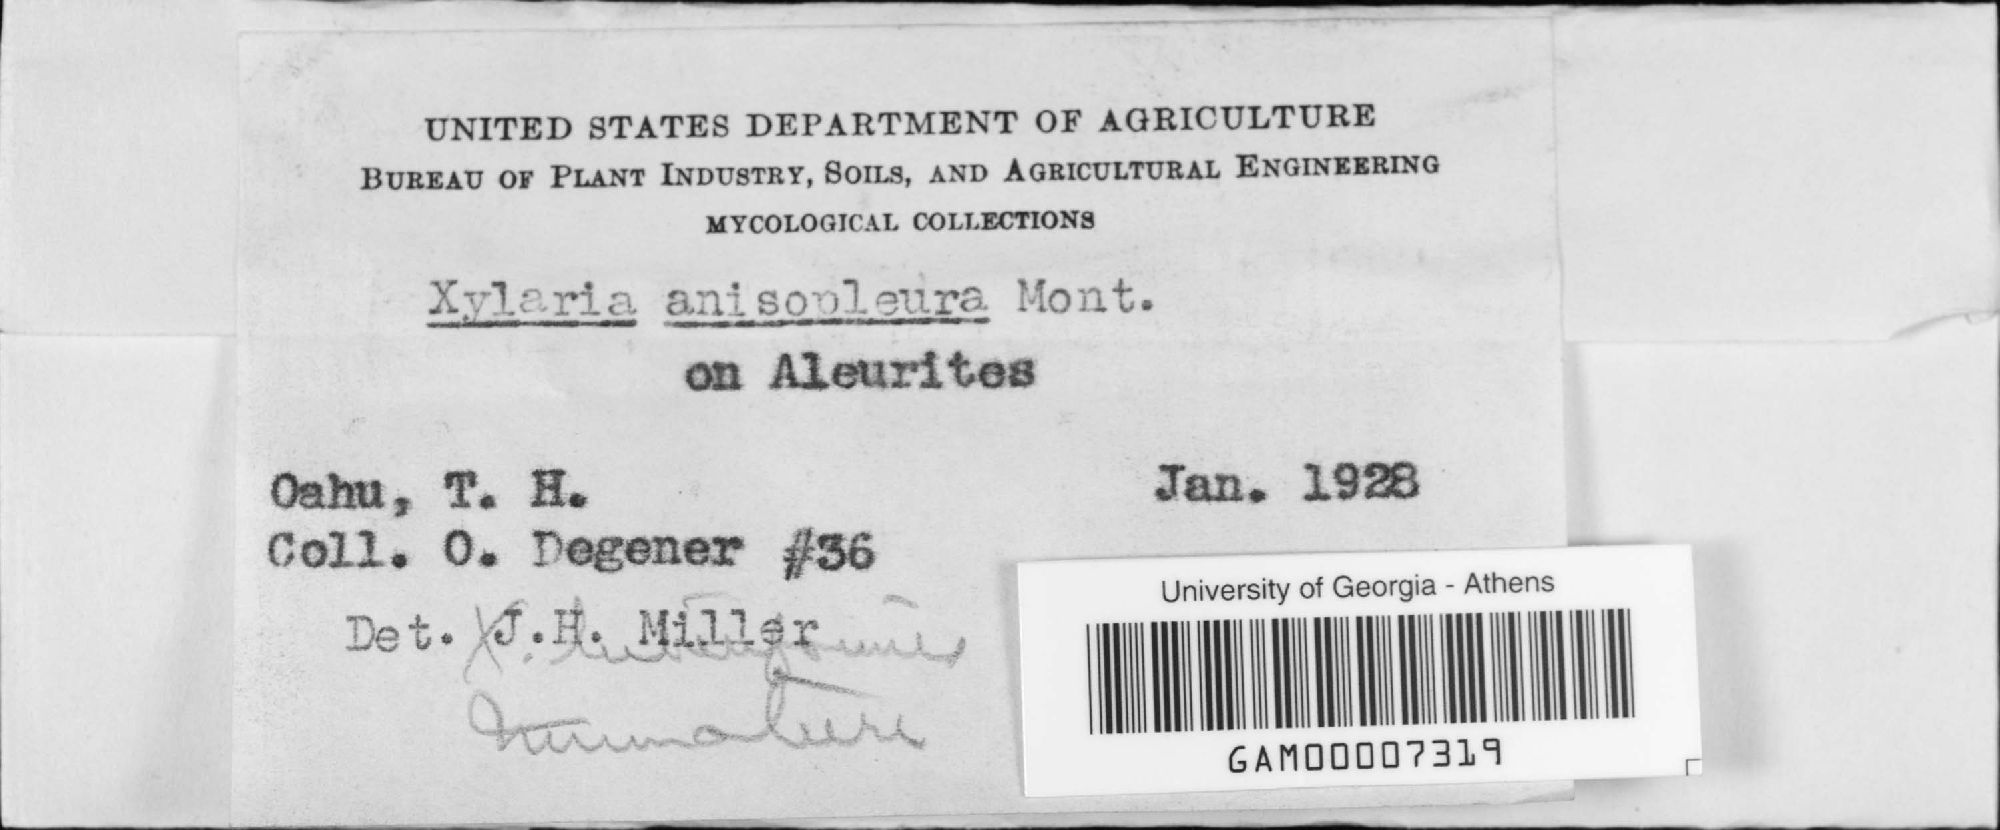 UNITED STATES DEPARTMENT OF AGRICULTURE
BUREAU OF PLANT INDUSTRY, SOILS, AND AGRICULTURAL ENGINEERING
MYCOLOGICAL COLLECTIONS
Xylaria anisopleura Mont.
on Aleurites
Oahu, T. H.
Jan. 1928
Coll. O. Degener #36
Det. J.H. Miller
X.
Immature
University of Georgia - Athens
GAM00007319